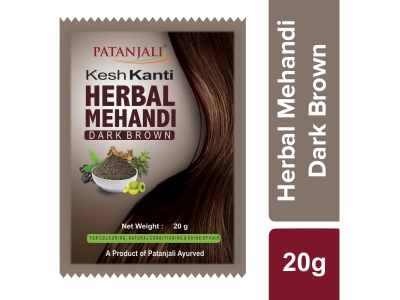 PATANJALI
Kesh Kanti
HERBAL
MEHANDI
DARK BROWN
Net Weight : 20 g
FOR COLOURING, NATURAL CONDITIONING & SHINE OF HAIR
A Product of Patanjali Ayurved
Herbal Mehandi
Dark Brown
20g